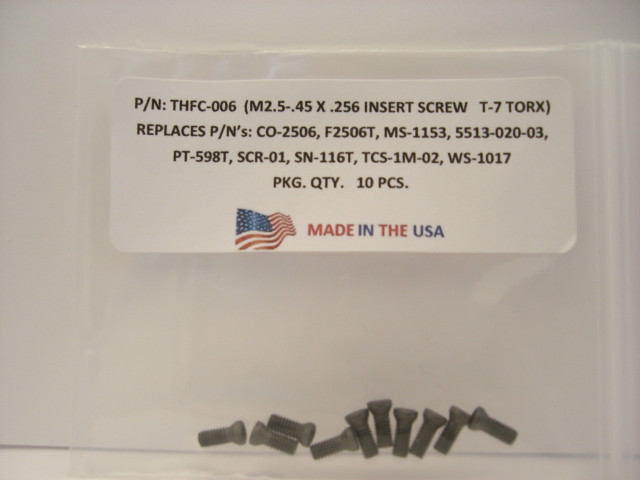 P/N: THFC-006 (M2.5-.45 X .256 INSERT SCREW T-7 TORX)
REPLACES P/N's: CO-2506, F2506T, MS-1153, 5513-020-03,
PT-598T, SCR-01, SN-116T, TCS-1M-02, WS-1017
PKG. QTY. 10 PCS.
MADE IN THE USA